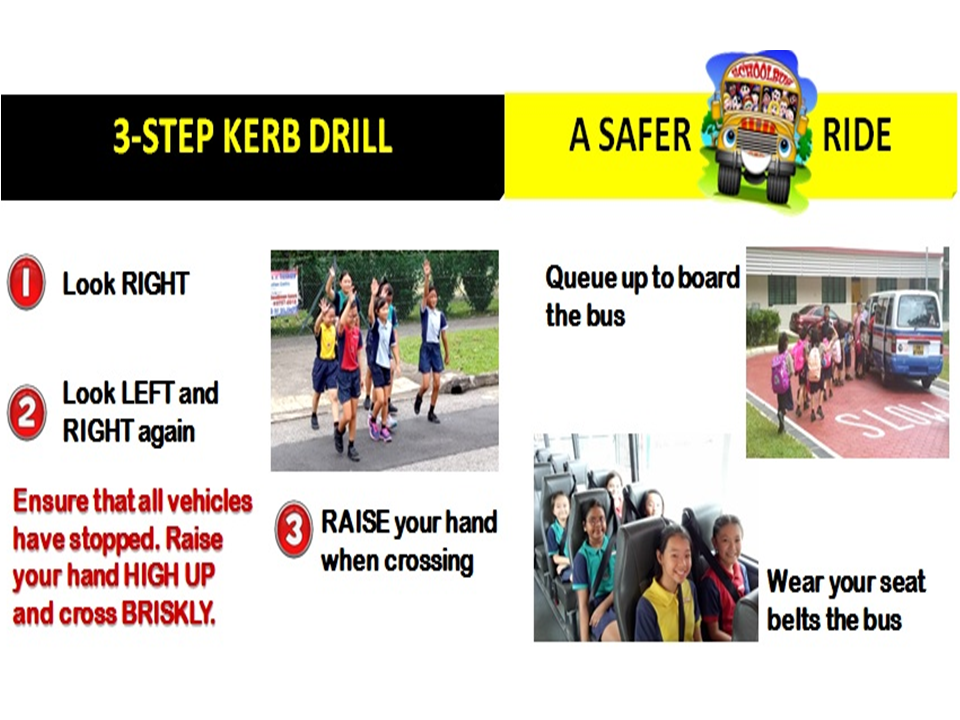 3-STEP KERB DRILL
A SAFER RIDE
SCHOOLBUS
1
Look RIGHT
2
Look LEFT and
RIGHT again
Ensure that all vehicles
have stopped. Raise
your hand HIGH UP
and cross BRISKLY.
3
RAISE your hand
when crossing
Queue up to board
the bus
SLOW
Wear your seat
belts the bus